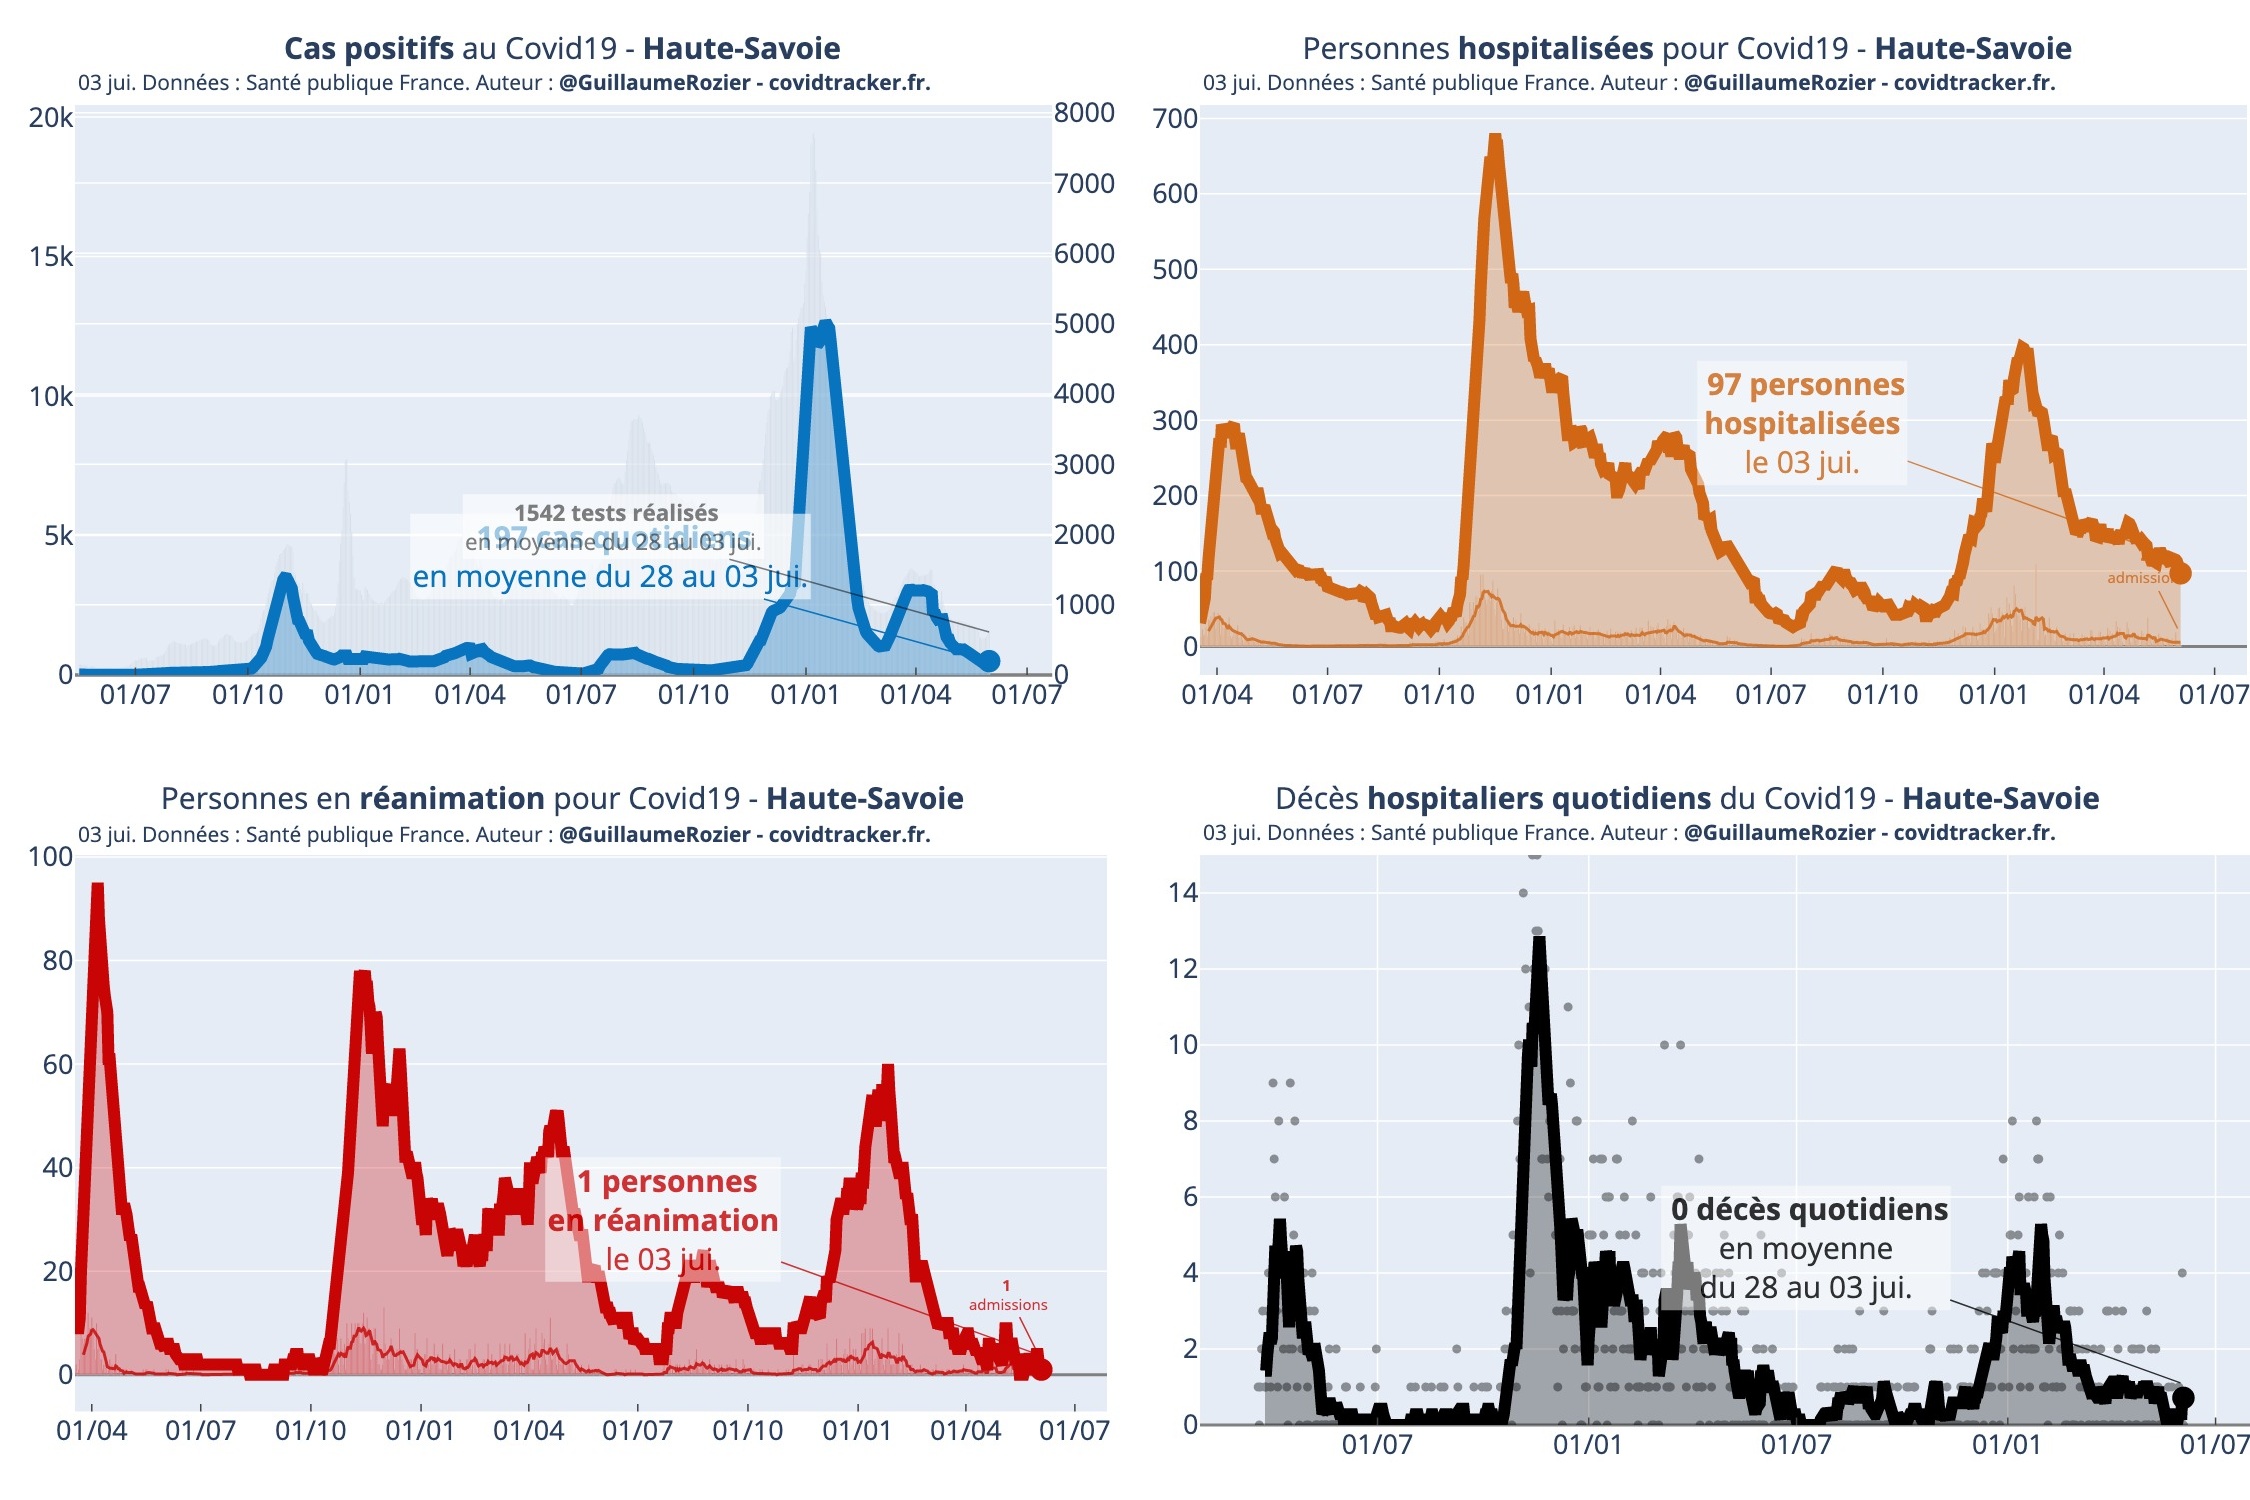 Cas positifs au Covid19 - Haute-Savoie
03 jui. Données : Santé publique France. Auteur : @GuillaumeRozier - covidtracker.fr.
20k
15k
10k
5k
0
8000
7000
6000
5000
4000
3000
2000
1000
0
1542 tests réalisés
en moyenne du 28 au 03 jui.
197 cas quotidiens
en moyenne du 28 au 03 jui.
01/07 01/10 01/01 01/04 01/07 01/10 01/01 01/04 01/07
Personnes hospitalisées pour Covid19 - Haute-Savoie
03 jui. Données : Santé publique France. Auteur : @GuillaumeRozier - covidtracker.fr.
700
600
500
400
300
200
100
0
97 personnes
hospitalisées
le 03 jui.
01/04 01/07 01/10 01/01 01/04 01/07 01/10 01/01 01/04 01/07
Personnes en réanimation pour Covid19 - Haute-Savoie
03 jui. Données : Santé publique France. Auteur : @GuillaumeRozier - covidtracker.fr.
100
80
60
40
20
0
1 personnes
en réanimation
le 03 jui.
1
admissions
01/04 01/07 01/10 01/01 01/04 01/07 01/10 01/01 01/04 01/07
Décès hospitaliers quotidiens du Covid19 - Haute-Savoie
03 jui. Données : Santé publique France. Auteur : @GuillaumeRozier - covidtracker.fr.
14
12
10
8
6
4
2
0
0 décès quotidiens
en moyenne
du 28 au 03 jui.
01/07 01/01 01/07 01/01 01/07